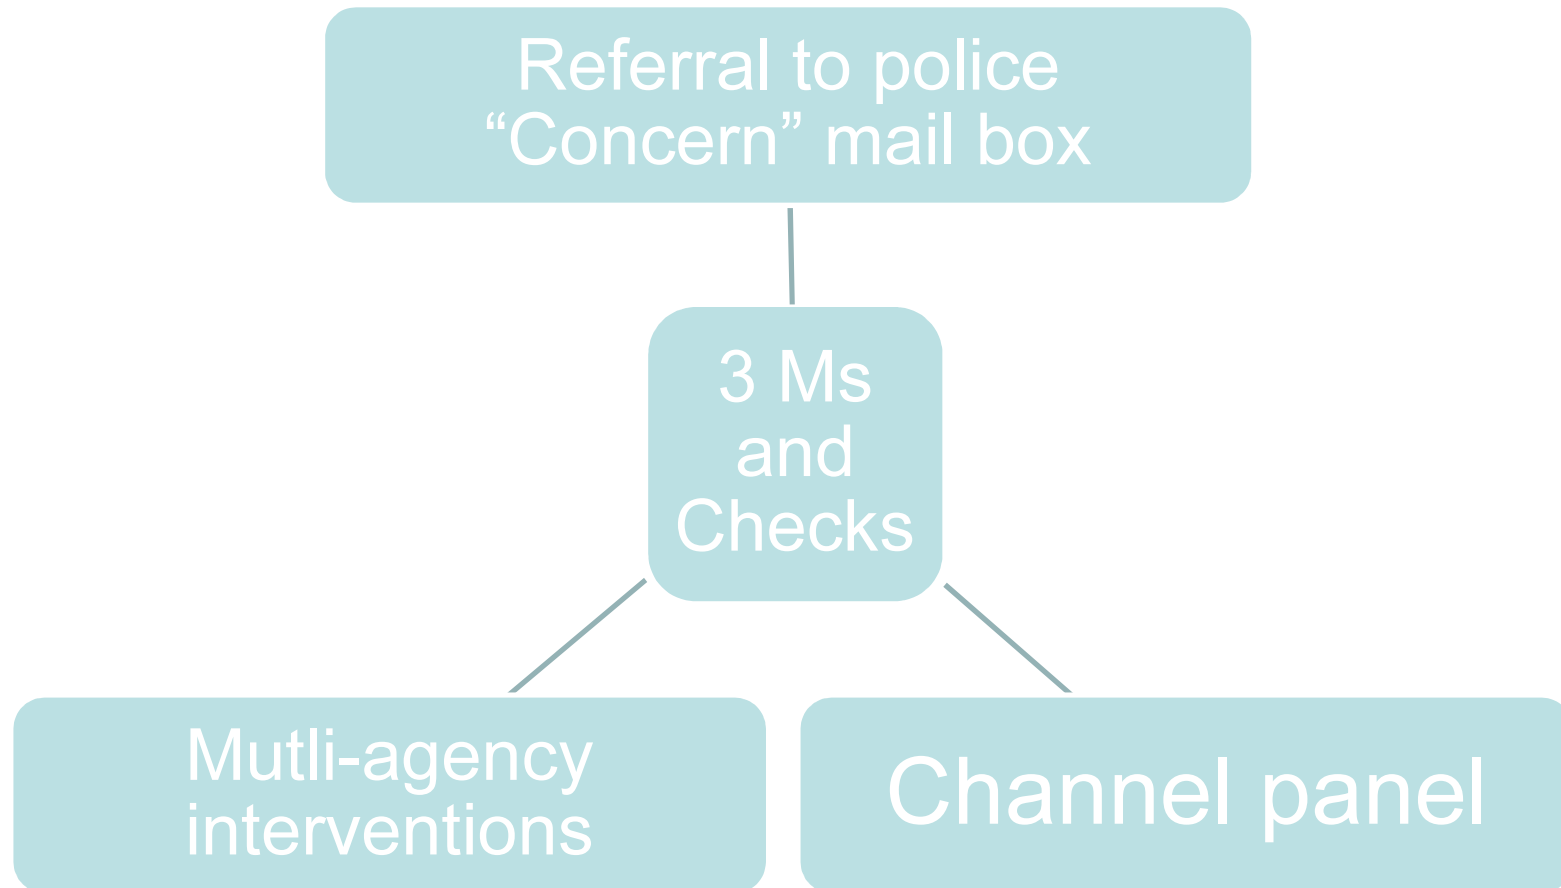 Referral to police
“Concern” mail box
3 Ms
and
Checks
Mutli-agency
interventions
Channel panel